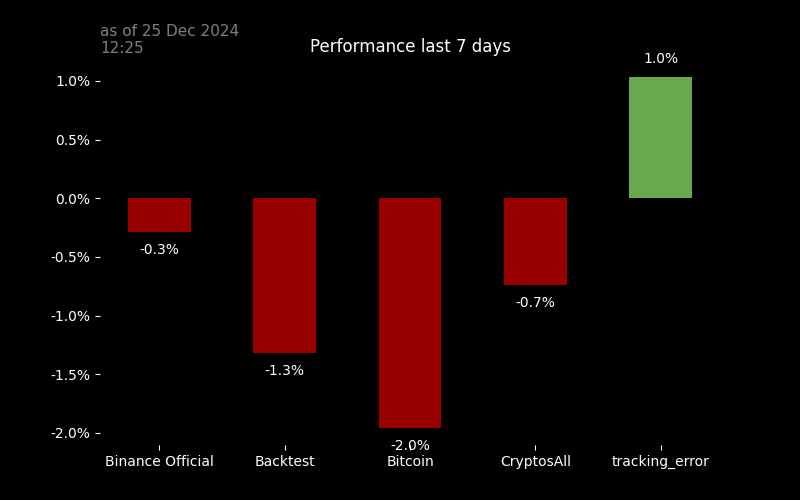 as of 25 Dec 2024
12:25
Performance last 7 days
1.0%
1.0%
0.5%
0.0%
-0.3%
-0.5%
-0.7%
-1.0%
-1.3%
-1.5%
-2.0%
-2.0%
Binance Official
Backtest
Bitcoin
CryptosAll
tracking_error